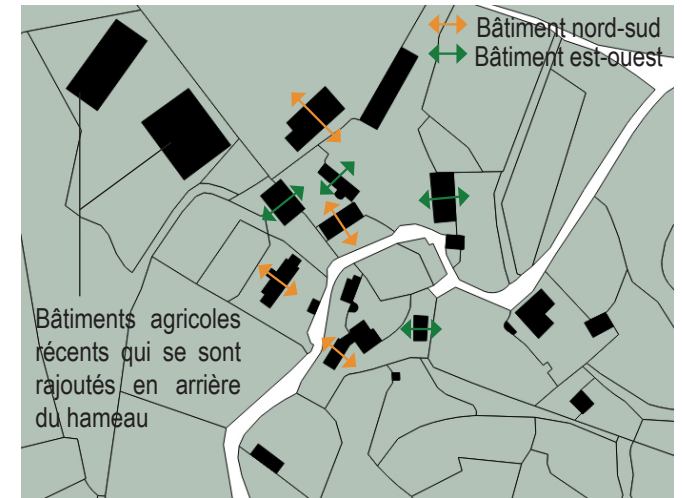 Bâtiment nord-sud
Bâtiment est-ouest
Bâtiments agricoles
récents qui se sont
rajoutés en arrière
du hameau